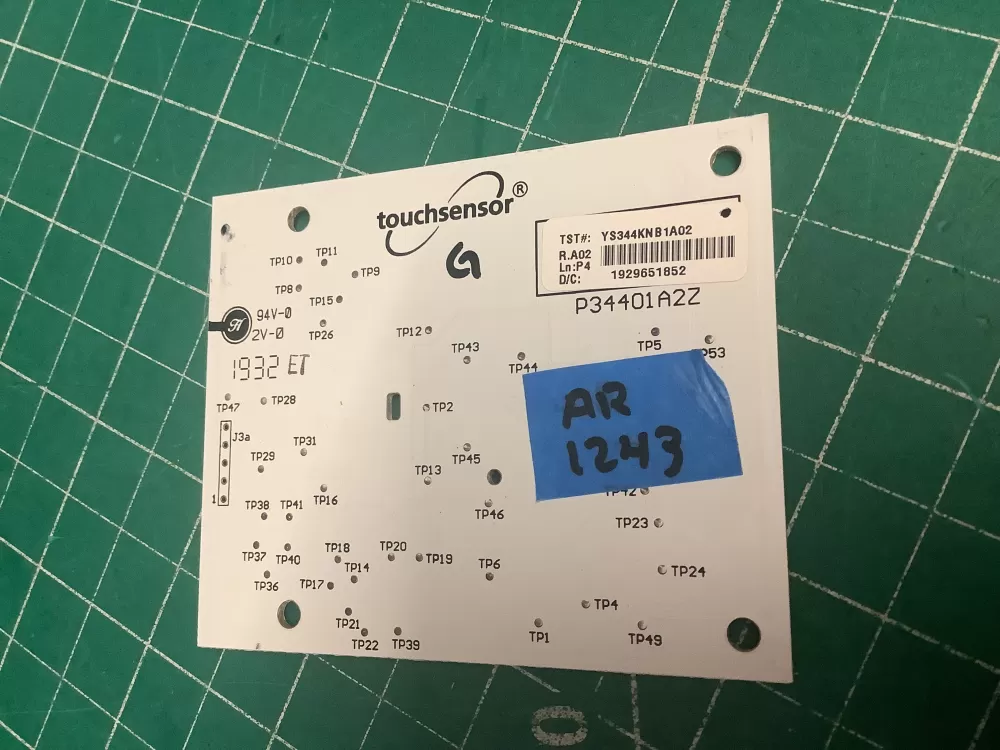 touchsensor®
G
TST#: YS344KNB1A02
R.A02
Ln:P4
D/C:
1929651852
P34401A2Z
TP10 TP11
TP9
TP8
TP15
94V-0
2V-0
TP26
TP12
TP43
TP44
TP5
P53
1932 ET
TP47 TP28
TP2
AR
1243
J3a
TP31
TP29
TP45
TP13
1
TP16
TP42
TP38 TP41
TP46
TP23
TP37 TP40
TP18
TP20
TP19
TP36
TP17
TP14
TP6
TP24
TP4
TP21
TP22 TP39
TP1
TP49
0